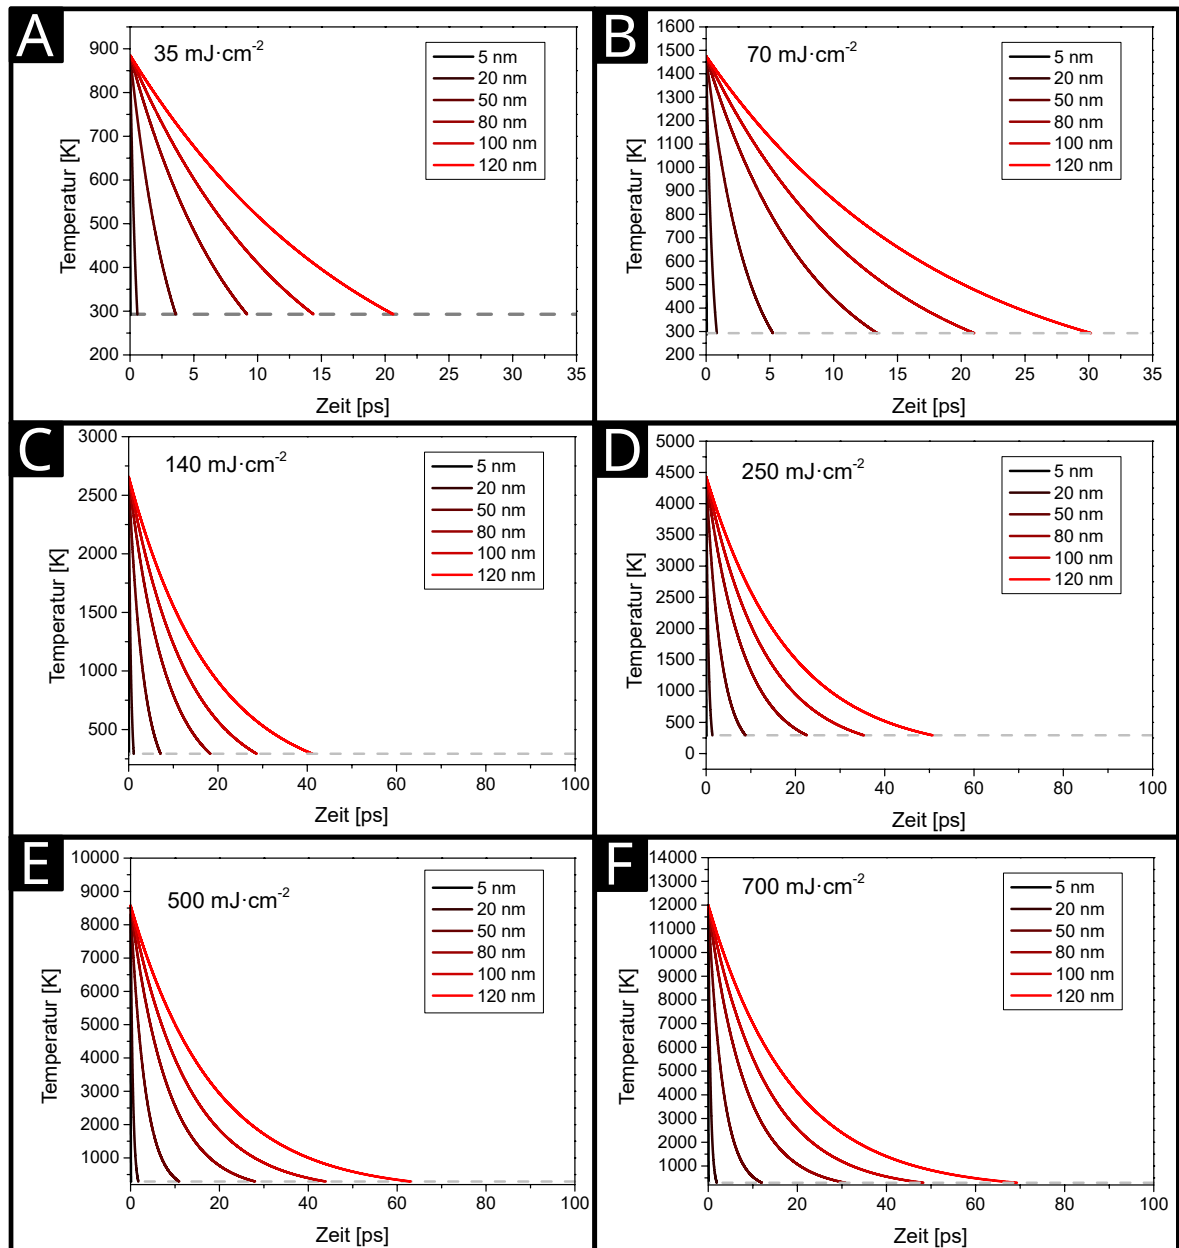 A
35 mJ·cm-2
5 nm
20 nm
50 nm
80 nm
100 nm
120 nm
Temperatur [K]
900
800
700
600
500
400
300
200
0 5 10 15 20 25 30 35
Zeit [ps]
B
70 mJ·cm-2
5 nm
20 nm
50 nm
80 nm
100 nm
120 nm
Temperatur [K]
1600
1500
1400
1300
1200
1100
1000
900
800
700
600
500
400
300
200
0 5 10 15 20 25 30 35
Zeit [ps]
C
140 mJ·cm-2
5 nm
20 nm
50 nm
80 nm
100 nm
120 nm
Temperatur [K]
3000
2500
2000
1500
1000
500
0 20 40 60 80 100
Zeit [ps]
D
250 mJ·cm-2
5 nm
20 nm
50 nm
80 nm
100 nm
120 nm
Temperatur [K]
5000
4500
4000
3500
3000
2500
2000
1500
1000
500
0
0 20 40 60 80 100
Zeit [ps]
E
500 mJ·cm-2
5 nm
20 nm
50 nm
80 nm
100 nm
120 nm
Temperatur [K]
10000
9000
8000
7000
6000
5000
4000
3000
2000
1000
0 20 40 60 80 100
Zeit [ps]
F
700 mJ·cm-2
5 nm
20 nm
50 nm
80 nm
100 nm
120 nm
Temperatur [K]
14000
13000
12000
11000
10000
9000
8000
7000
6000
5000
4000
3000
2000
1000
0 20 40 60 80 100
Zeit [ps]